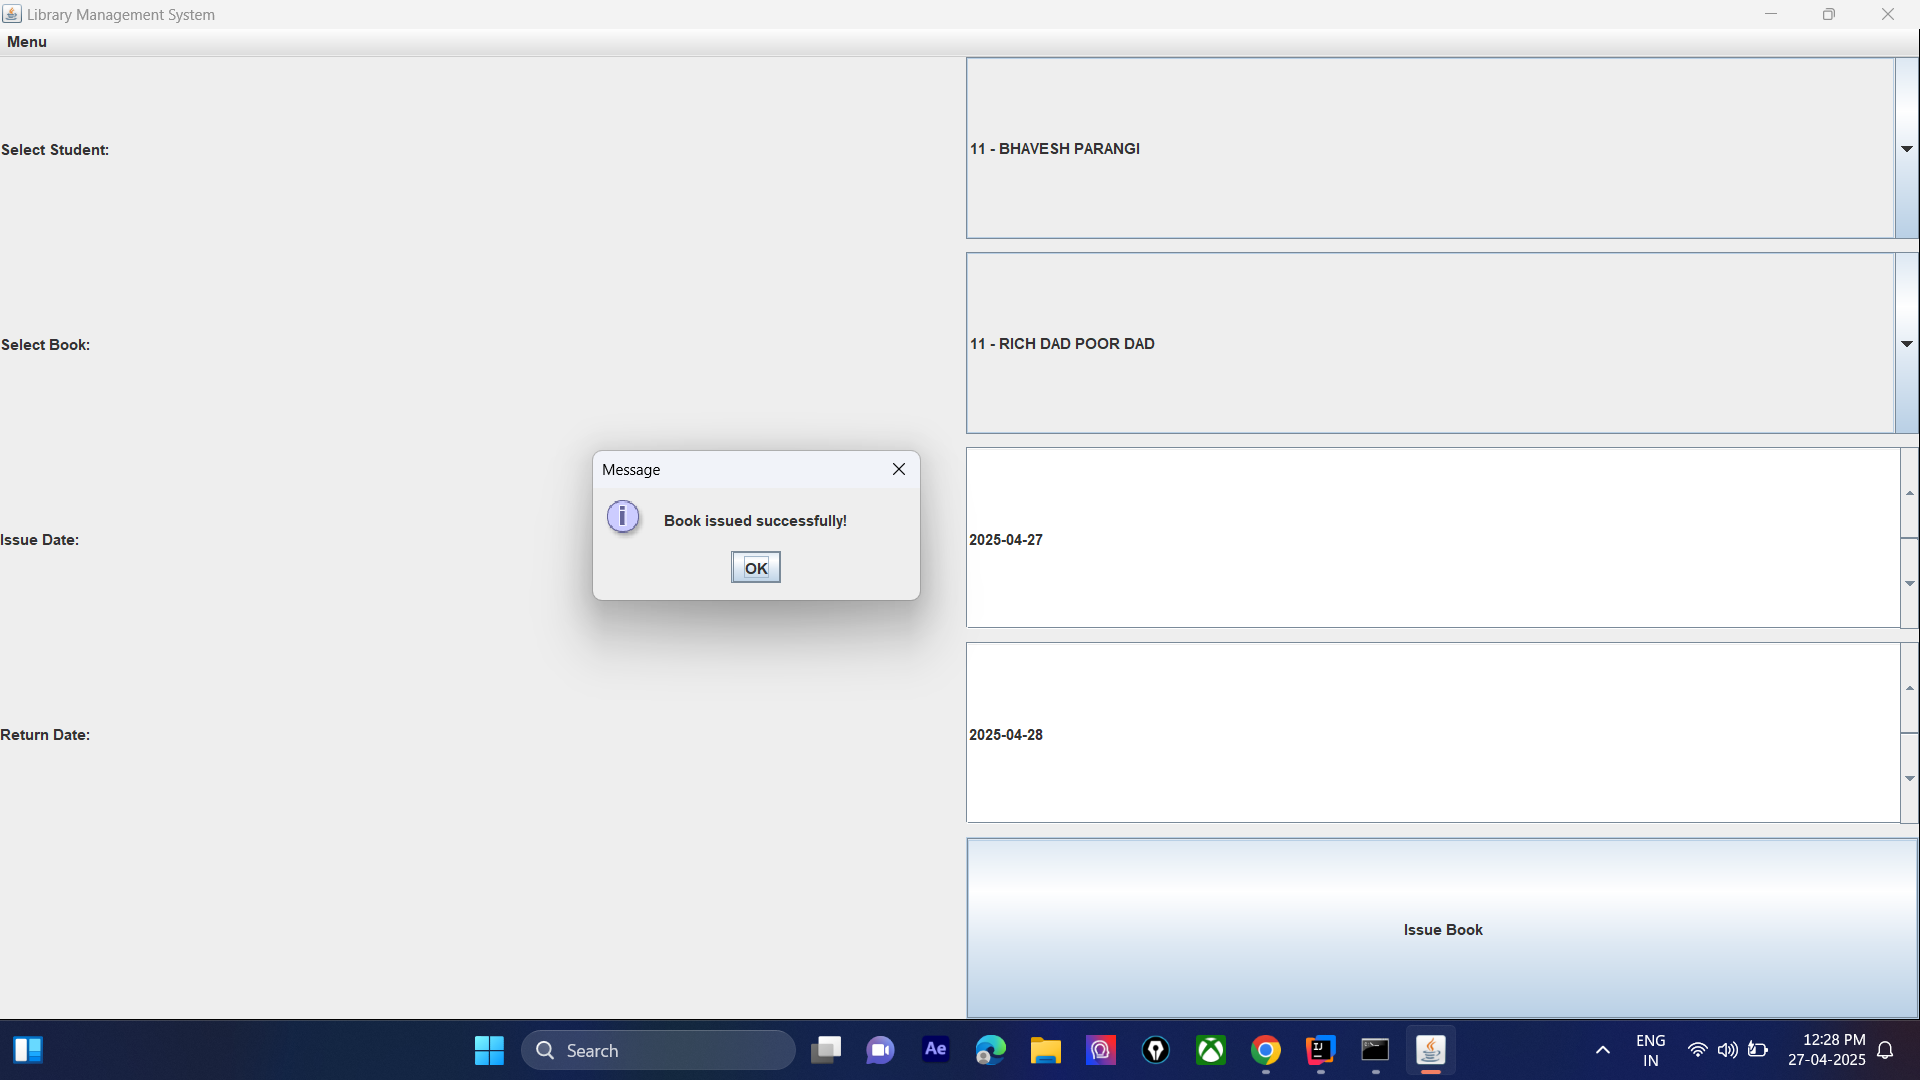 Library Management System
Menu
Select Student:
11 - BHAVESH PARANGI
Select Book:
11 - RICH DAD POOR DAD
Message
Book issued successfully!
OK
Issue Date:
2025-04-27
Return Date:
2025-04-28
Issue Book
Search
Ae
IJ
ENG
IN
12:28 PM
27-04-2025